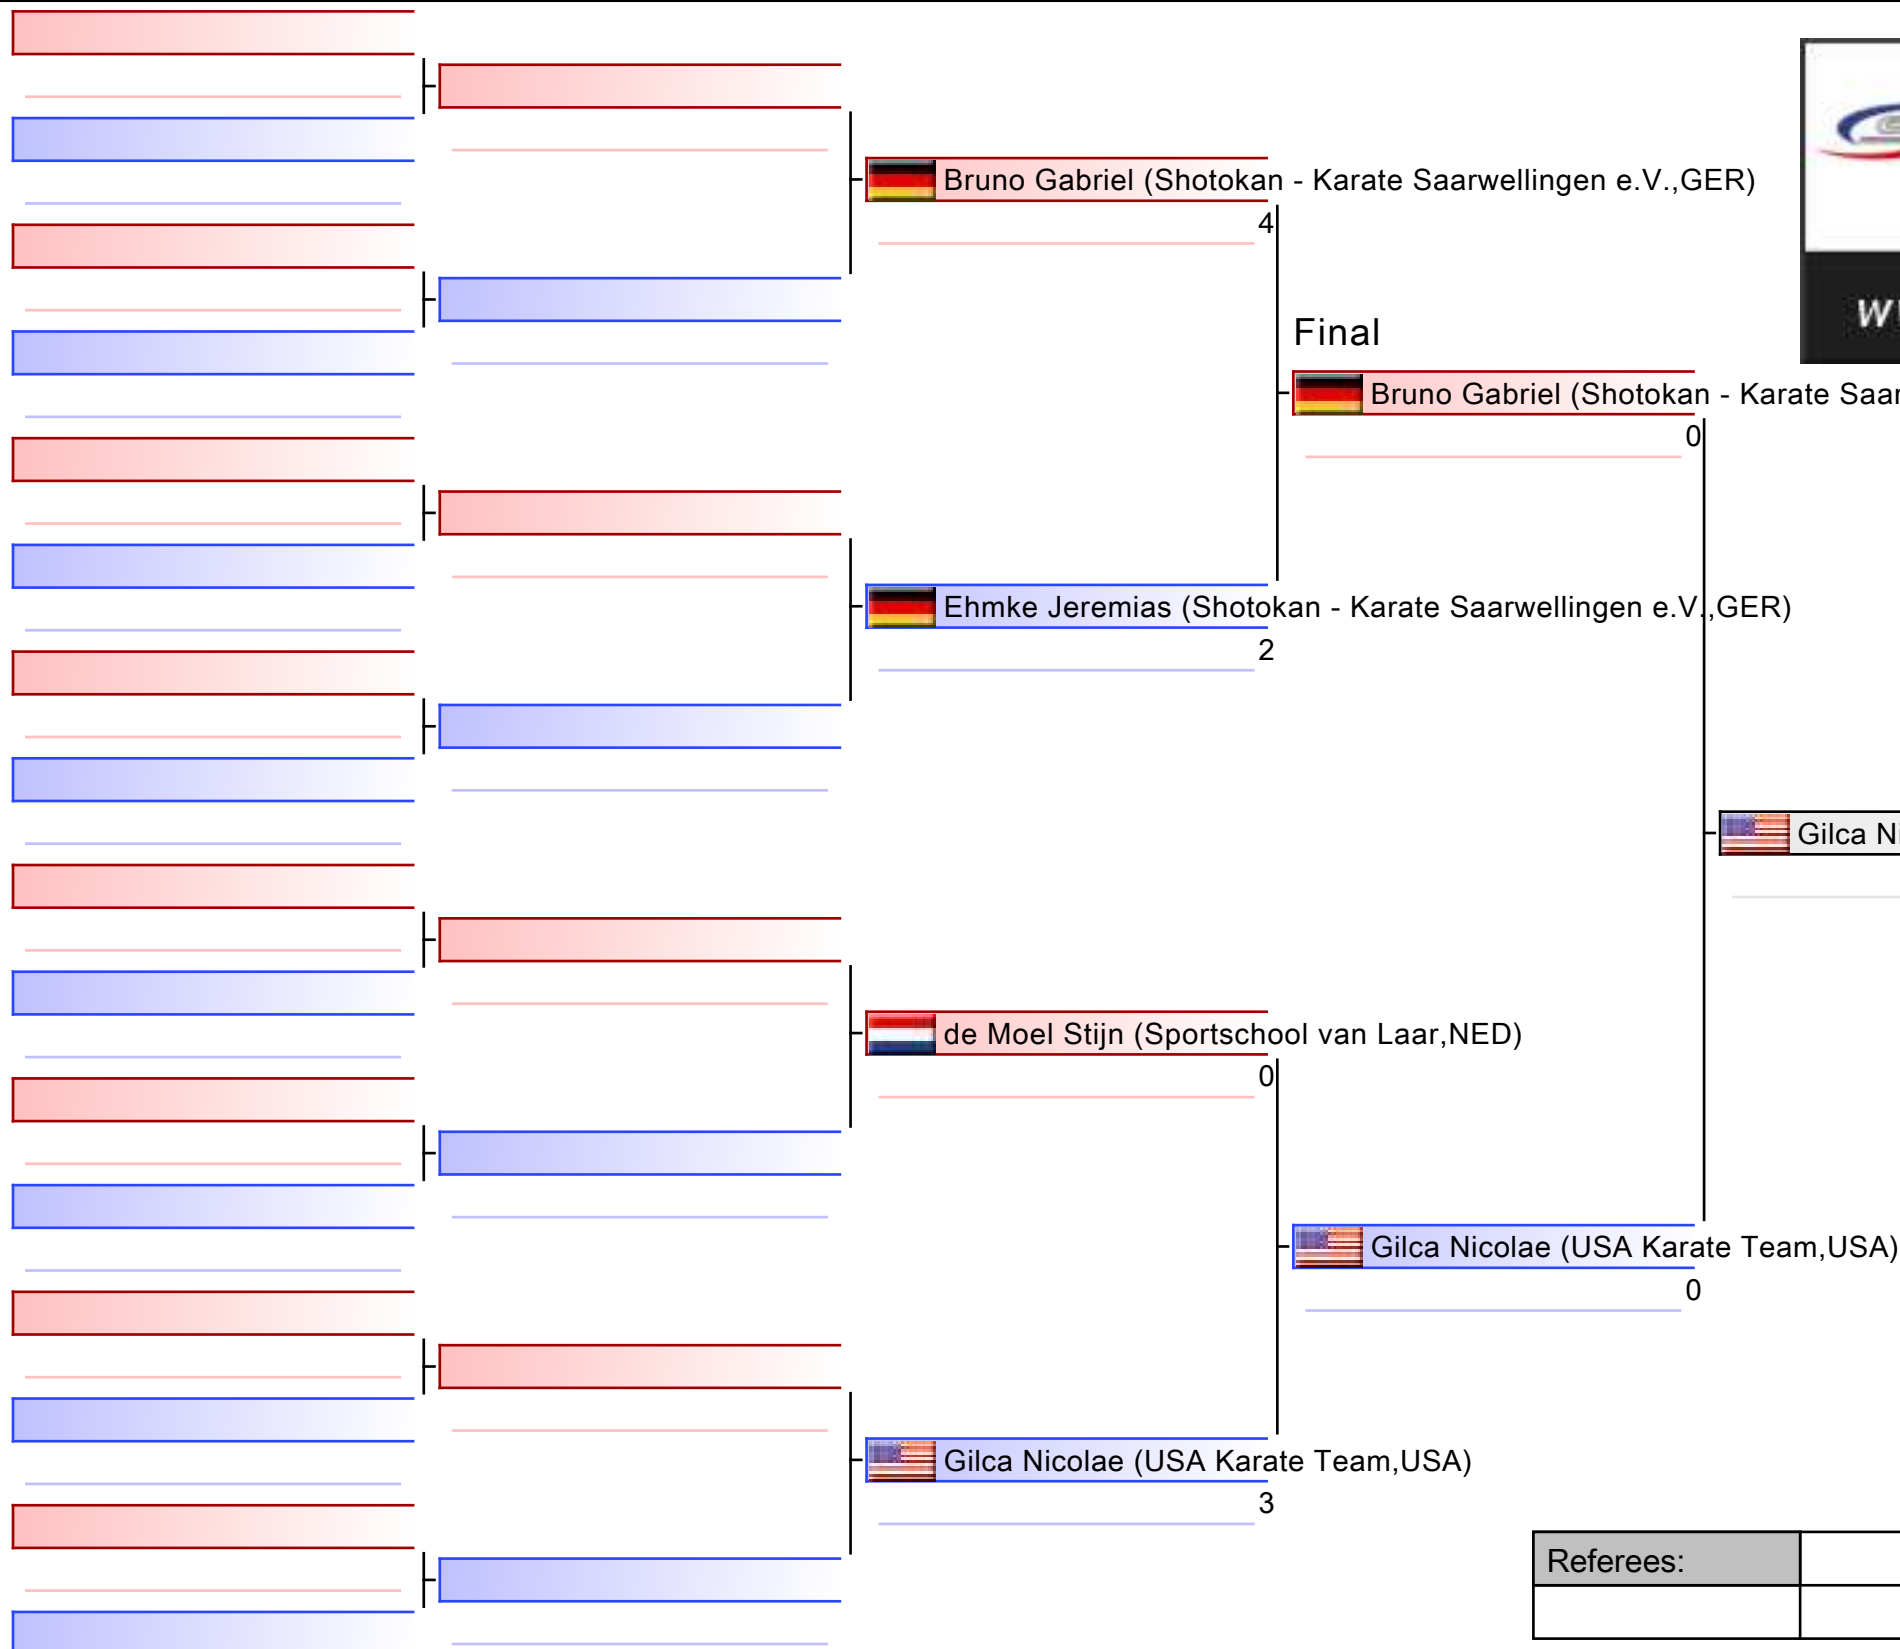 Bruno Gabriel (Shotokan - Karate Saarwellingen e.V.,GER)
4
Final
Bruno Gabriel (Shotokan - Karate Saar
0
Ehmke Jeremias (Shotokan - Karate Saarwellingen e.V.,GER)
2
Gilca Ni
de Moel Stijn (Sportschool van Laar,NED)
0
Gilca Nicolae (USA Karate Team,USA)
0
Gilca Nicolae (USA Karate Team,USA)
3
Referees: